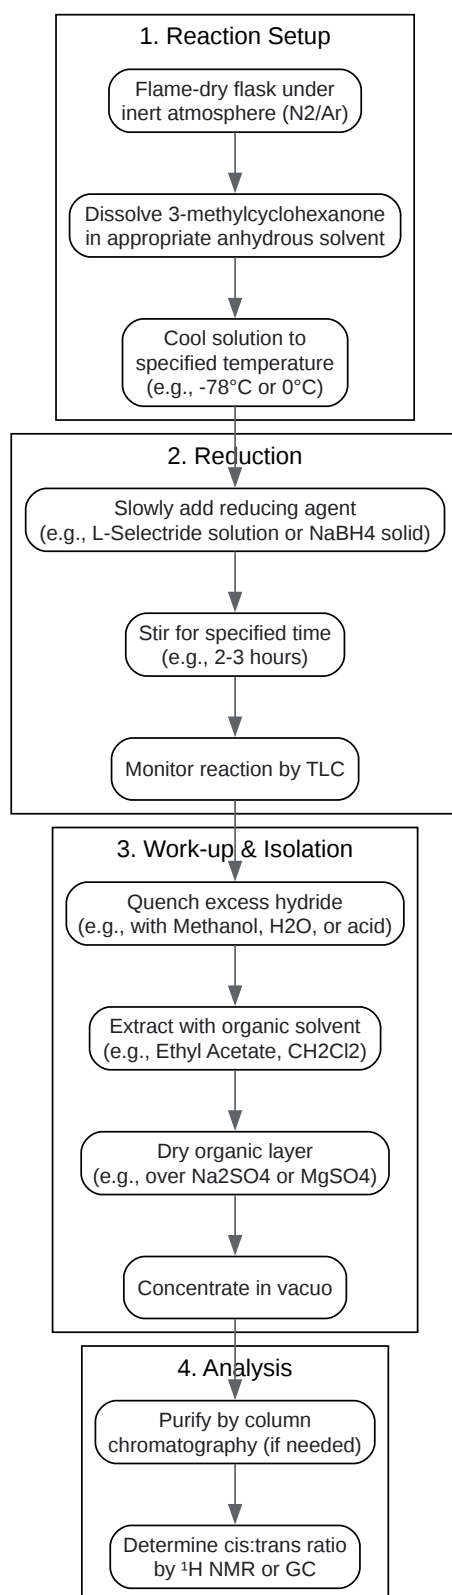 1. Reaction Setup
Flame-dry flask under
inert atmosphere (N2/Ar)
Dissolve 3-methylcyclohexanone
in appropriate anhydrous solvent
Cool solution to
specified temperature
(e.g., -78°C or 0°C)
2. Reduction
Slowly add reducing agent
(e.g., L-Selectride solution or NaBH4 solid)
Stir for specified time
(e.g., 2-3 hours)
Monitor reaction by TLC
3. Work-up & Isolation
Quench excess hydride
(e.g., with Methanol, H2O, or acid)
Extract with organic solvent
(e.g., Ethyl Acetate, CH2Cl2)
Dry organic layer
(e.g., over Na2SO4 or MgSO4)
Concentrate in vacuo
4. Analysis
Purify by column
chromatography (if needed)
Determine cis:trans ratio
by ¹H NMR or GC